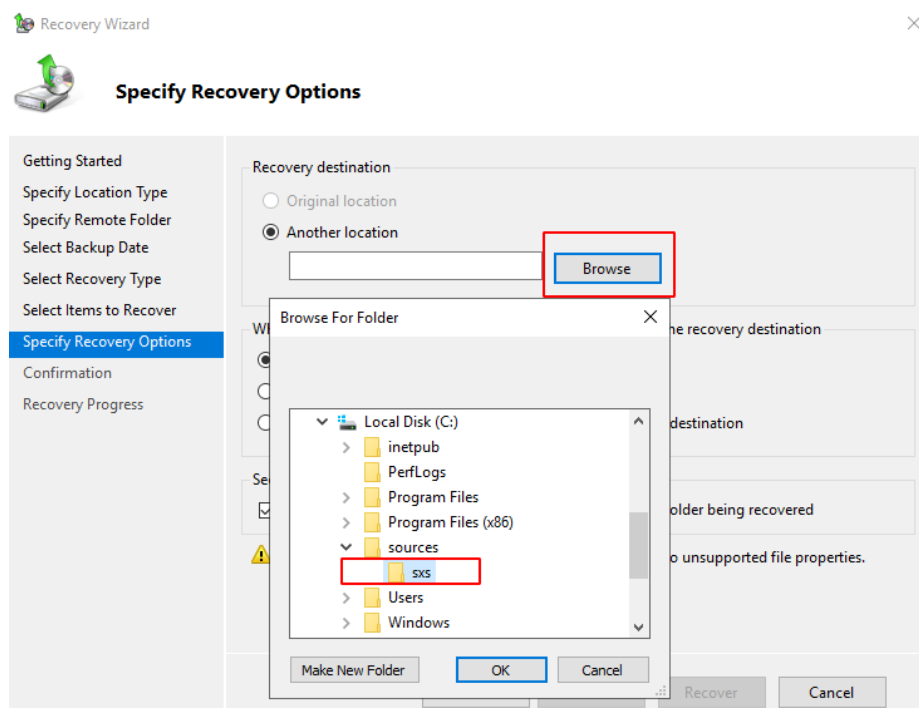 Recovery Wizard
Specify Recovery Options
Getting Started
Specify Location Type
Specify Remote Folder
Select Backup Date
Select Recovery Type
Select Items to Recover
Specify Recovery Options
Confirmation
Recovery Progress
Recovery destination
Original location
Another location
Browse
Browse For Folder
recovery destination
Local Disk (C:)
destination
inetpub
PerfLogs
Program Files
Program Files (x86)
being recovered
sources
unsupported file properties.
sxs
Users
Windows
Make New Folder
OK
Cancel
Recover
Cancel